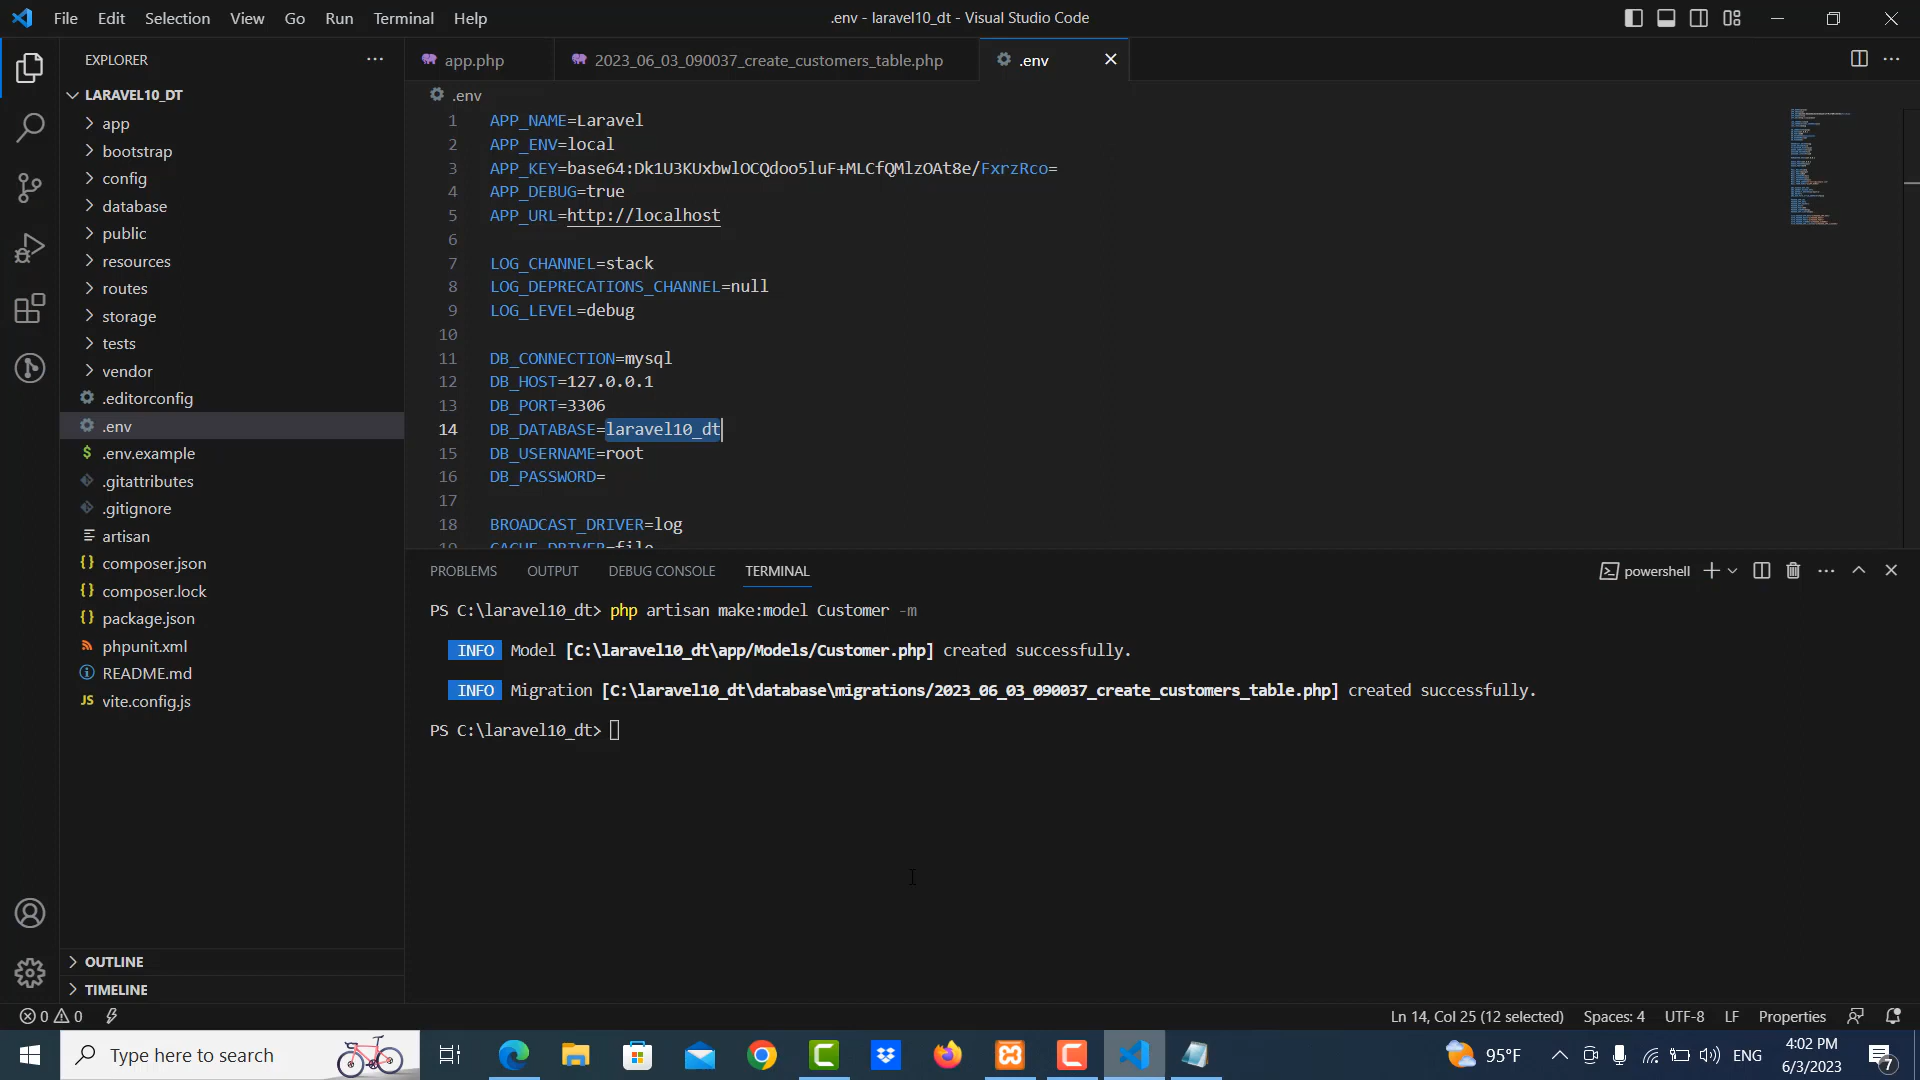 File Edit Selection View Go Run Terminal Help
.env - laravel10_dt - Visual Studio Code
EXPLORER
LARAVEL10_DT
app
bootstrap
config
database
public
resources
routes
storage
tests
vendor
.editorconfig
.env
.env.example
.gitattributes
.gitignore
artisan
composer.json
composer.lock
package.json
phpunit.xml
README.md
vite.config.js
OUTLINE
TIMELINE
app.php 2023_06_03_090037_create_customers_table.php .env
.env
1 APP_NAME=Laravel
2 APP_ENV=local
3 APP_KEY=base64:Dk1U3KUxbwlOCQdoo5luF+MLCfQMlzOAt8e/FxrzRco=
4 APP_DEBUG=true
5 APP_URL=http://localhost
6
7 LOG_CHANNEL=stack
8 LOG_DEPRECATIONS_CHANNEL=null
9 LOG_LEVEL=debug
10
11 DB_CONNECTION=mysql
12 DB_HOST=127.0.0.1
13 DB_PORT=3306
14 DB_DATABASE=laravel10_dt
15 DB_USERNAME=root
16 DB_PASSWORD=
17
18 BROADCAST_DRIVER=log
19 CACHE_DRIVER=file
PROBLEMS OUTPUT DEBUG CONSOLE TERMINAL
powershell
PS C:\laravel10_dt> php artisan make:model Customer -m
INFO Model [C:\laravel10_dt\app/Models/Customer.php] created successfully.
INFO Migration [C:\laravel10_dt\database\migrations/2023_06_03_090037_create_customers_table.php] created successfully.
PS C:\laravel10_dt>
0 0
Ln 14, Col 25 (12 selected) Spaces: 4 UTF-8 LF Properties
Type here to search
95°F
ENG
4:02 PM
6/3/2023
7